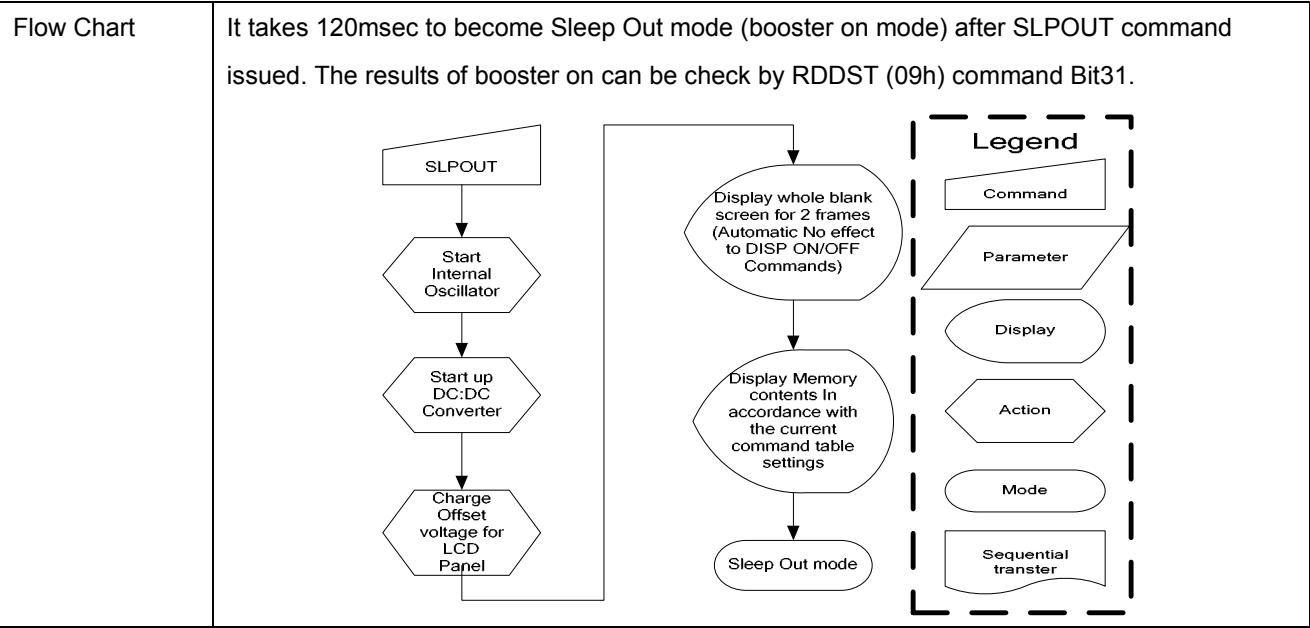 Flow Chart
It takes 120msec to become Sleep Out mode (booster on mode) after SLPOUT command
issued. The results of booster on can be check by RDDST (09h) command Bit31.
SLPOUT
Start
Internal
Oscillator
Start up
DC:DC
Converter
Charge
Offset
voltage for
LCD
Panel
Display whole blank
screen for 2 frames
(Automatic No effect
to DISP ON/OFF
Commands)
Display Memory
contents In
accordance with
the current
command table
settings
Sleep Out mode
Legend
Command
Parameter
Display
Action
Mode
Sequential
transter